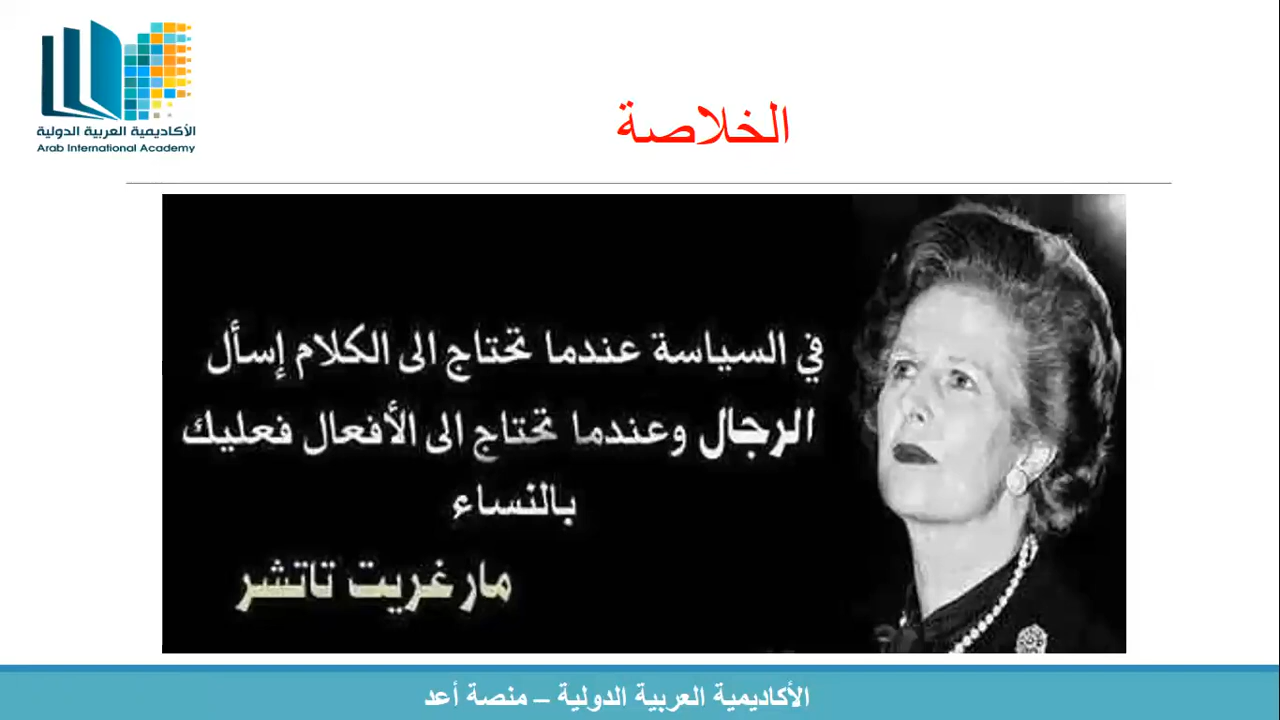 الأكاديمية العربية الدولية
Arab International Academy
الخلاصة
في السياسة عندما تحتاج الى الكلام إسأل
الرجال وعندما تحتاج الى الأفعال فعليك
بالنساء
مارغريت تاتشر
الأكاديمية العربية الدولية – منصة أعد